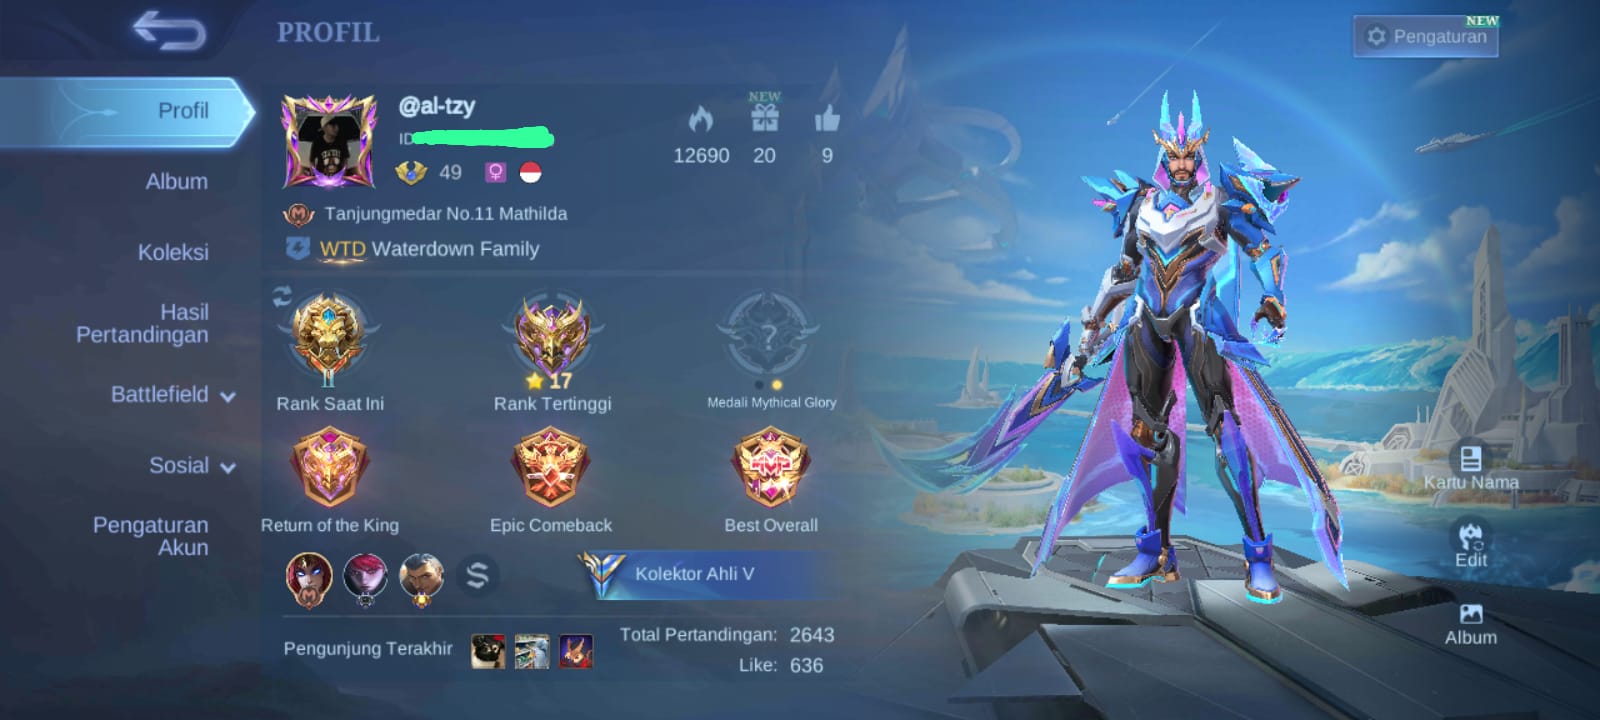 PROFIL
NEW
Pengaturan
Profil
Album
Koleksi
Hasil
Pertandingan
Battlefield
Sosial
Pengaturan
Akun
@al-tzy
ID
49
NEW
12690
20
9
Tanjungmedar No.11 Mathilda
WTD Waterdown Family
II
Rank Saat Ini
17
Rank Tertinggi
?
Medali Mythical Glory
Return of the King
Epic Comeback
Best Overall
Kolektor Ahli V
Pengunjung Terakhir
Total Pertandingan: 2643
Like: 636
Kartu Nama
Edit
Album